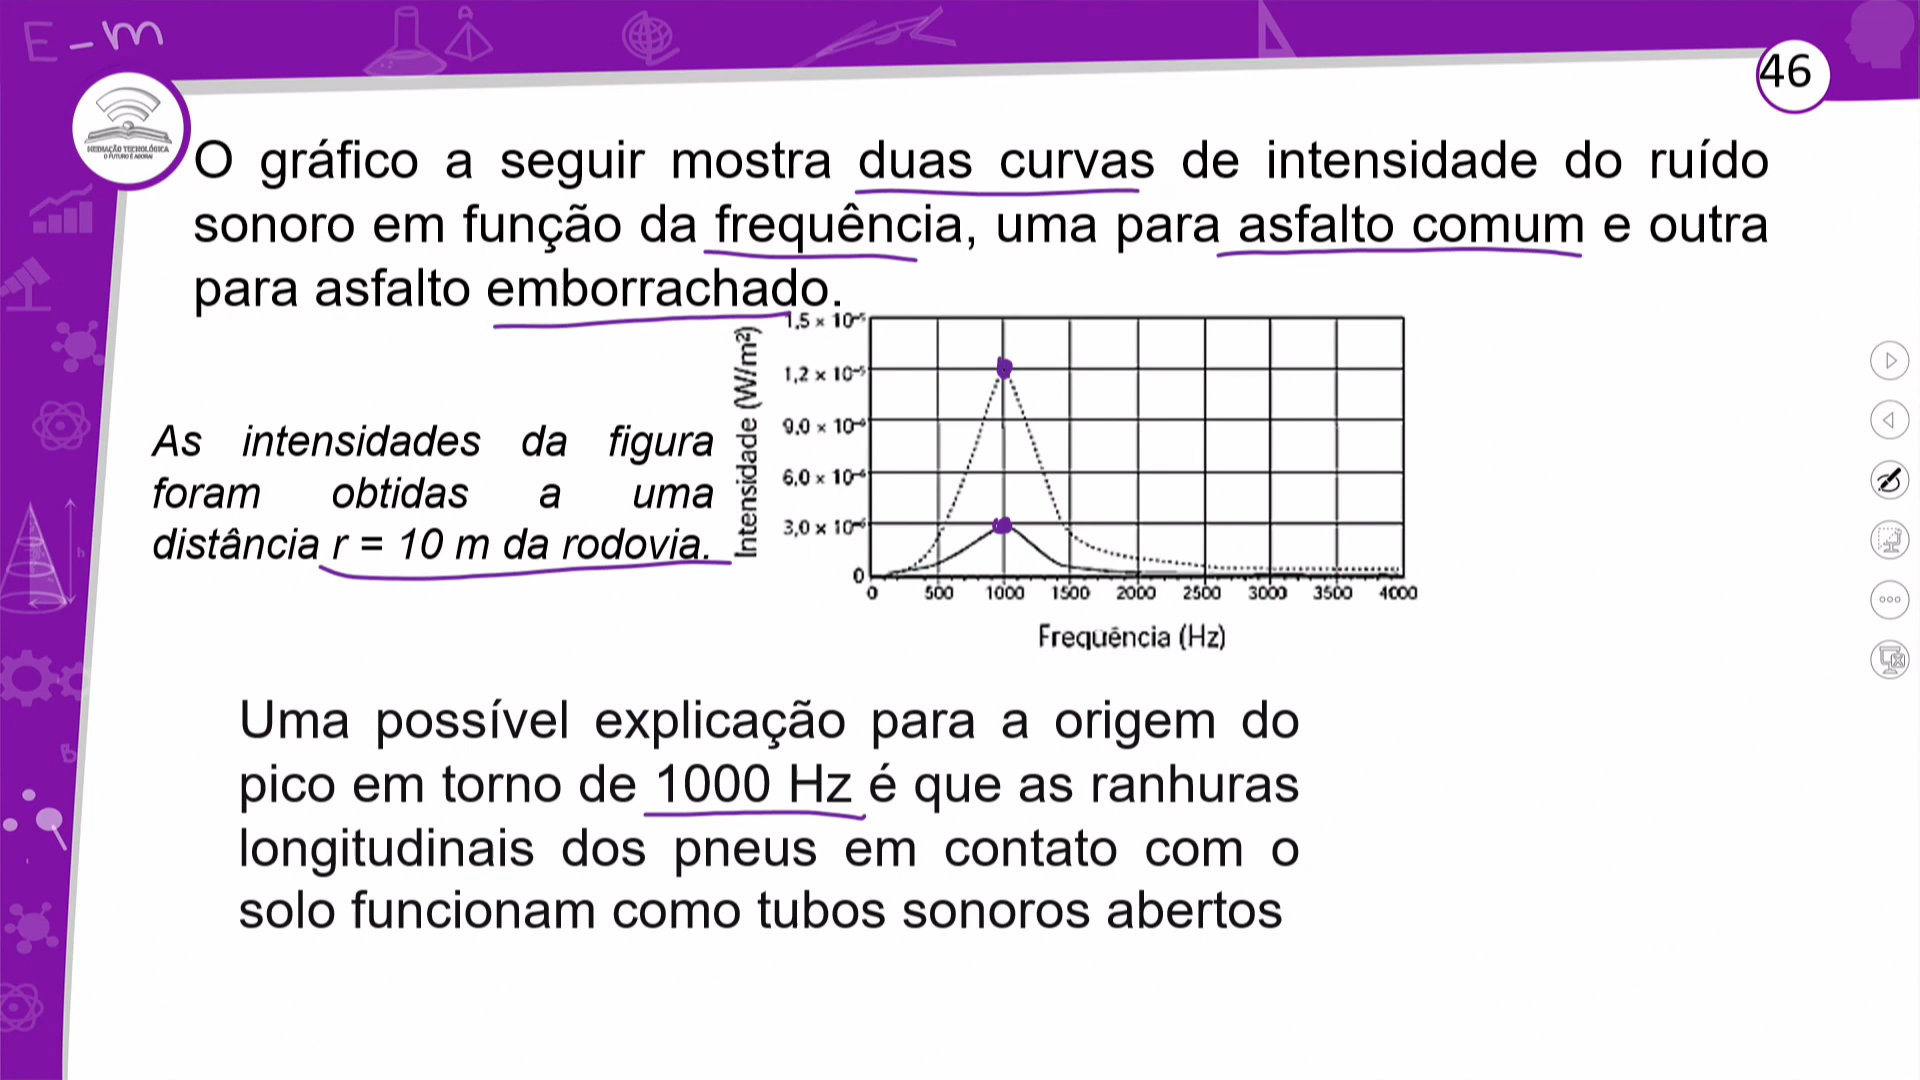 E-m
46
MEDIAÇÃO TECNOLÓGICA
O FUTURO É AGORA!
O gráfico a seguir mostra duas curvas de intensidade do ruído
sonoro em função da frequência, uma para asfalto comum e outra
para asfalto emborrachado.
As intensidades da figura
foram obtidas a uma
distância r = 10 m da rodovia.
Intensidade (W/m²)
1,5 × 10⁻⁵
1,2 × 10⁻⁵
9,0 × 10⁻⁶
6,0 × 10⁻⁶
3,0 × 10⁻⁶
0
0 500 1000 1500 2000 2500 3000 3500 4000
Frequência (Hz)
Uma possível explicação para a origem do
pico em torno de 1000 Hz é que as ranhuras
longitudinais dos pneus em contato com o
solo funcionam como tubos sonoros abertos